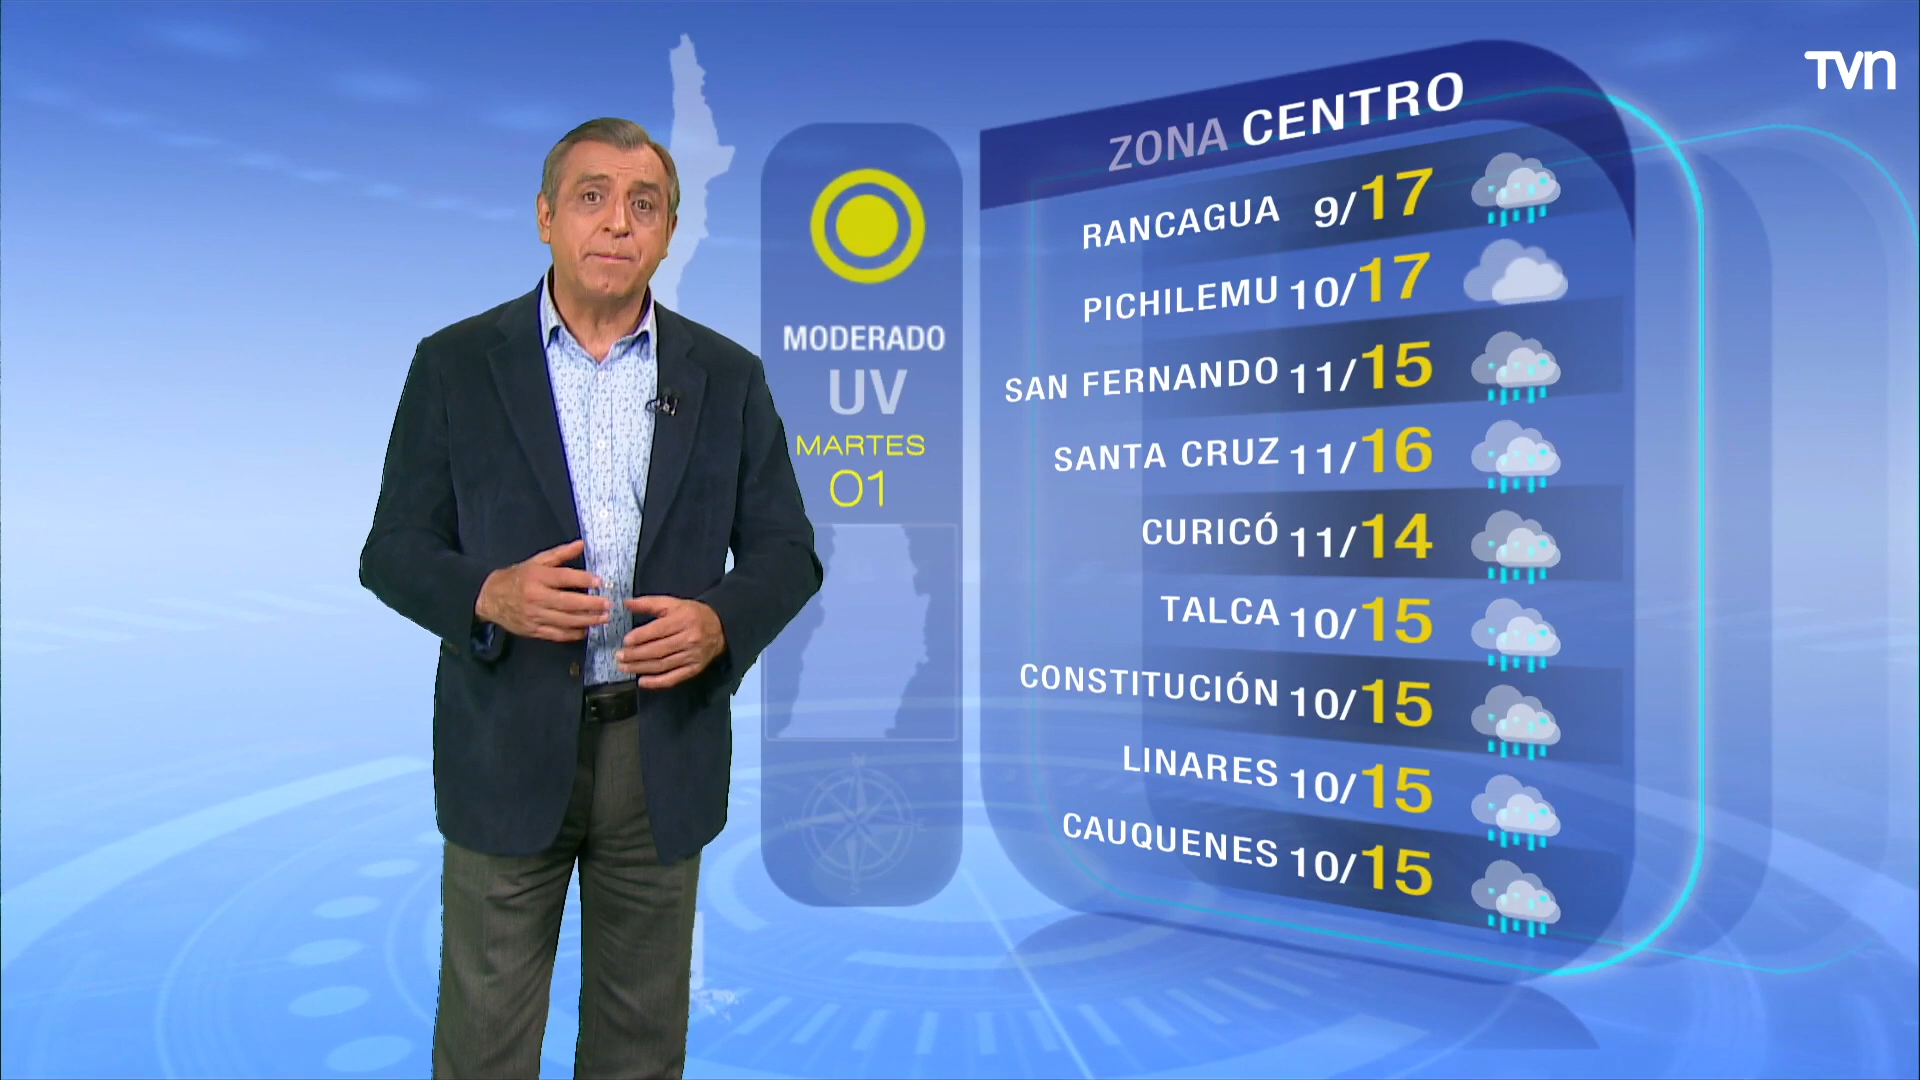 TVN
ZONA CENTRO
RANCAGUA 9/17
PICHILEMU 10/17
SAN FERNANDO 11/15
SANTA CRUZ 11/16
CURICÓ 11/14
TALCA 10/15
CONSTITUCIÓN 10/15
LINARES 10/15
CAUQUENES 10/15
MODERADO
UV
MARTES
01
N
E
S